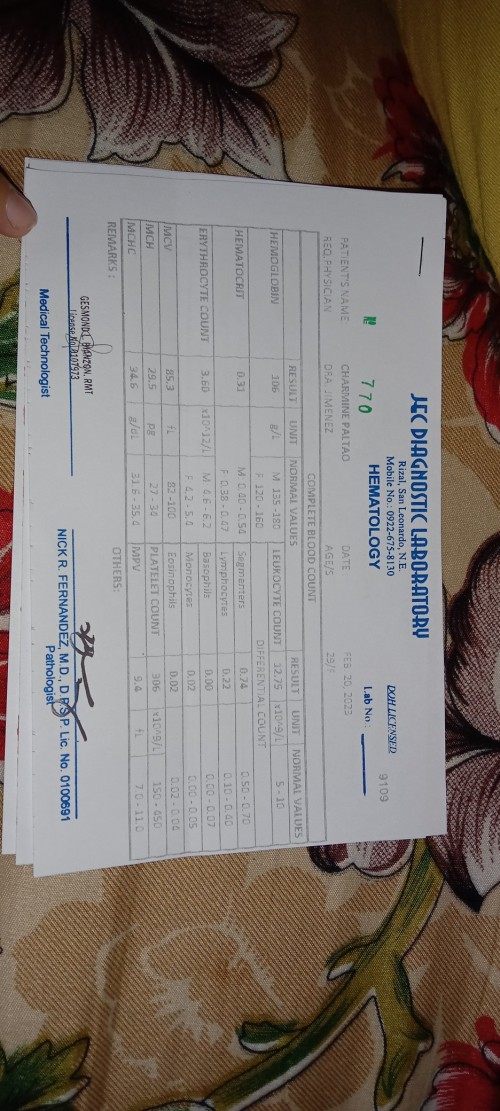 JEC DIAGNOSTIC LABORATORY
Rizal, San Leonardo, N.E.
Mobile No.: 0922-675-8130
DOH LICENSED
HEMATOLOGY
770
Lab No.: 9109
PATIENT'S NAME CHARMINE PALTAO DATE FEB 20, 2023
REQ. PHYSICIAN DRA. JIMENEZ AGE/S 29/F
COMPLETE BLOOD COUNT
RESULT UNIT NORMAL VALUES RESULT UNIT NORMAL VALUES
HEMOGLOBIN 106 g/L M 135-180 LEUKOCYTE COUNT 12.75 x10^9/L 5 - 10
F 120 - 160 DIFFERENTIAL COUNT
HEMATOCRIT 0.31 M 0.40 -0.54 Segmenters 0.74 0.50 - 0.70
F 0.38 - 0.47 Lymphocytes 0.22 0.10 - 0.40
ERYTHROCYTE COUNT 3.60 x10^12/L M 4.6 - 6.2 Basophils 0.00 0.00 - 0.07
F 4.2 - 5.4 Monocytes 0.02 0.00 - 0.05
MCV 85.3 fL 82 -100 Eosinophils 0.02 0.02 - 0.04
MCH 29.5 pg 27 - 34 PLATELET COUNT 306 x10^9/L 150 - 450
MCHC 34.6 g/dL 31.6 - 35.4 MPV 9.4 fL 7.0 - 11.0
REMARKS : OTHERS:
RMT
License No. 0107973
Medical Technologist
NICK R. FERNANDEZ, M.D., D P S P, Lic. No. 0100691
Pathologist